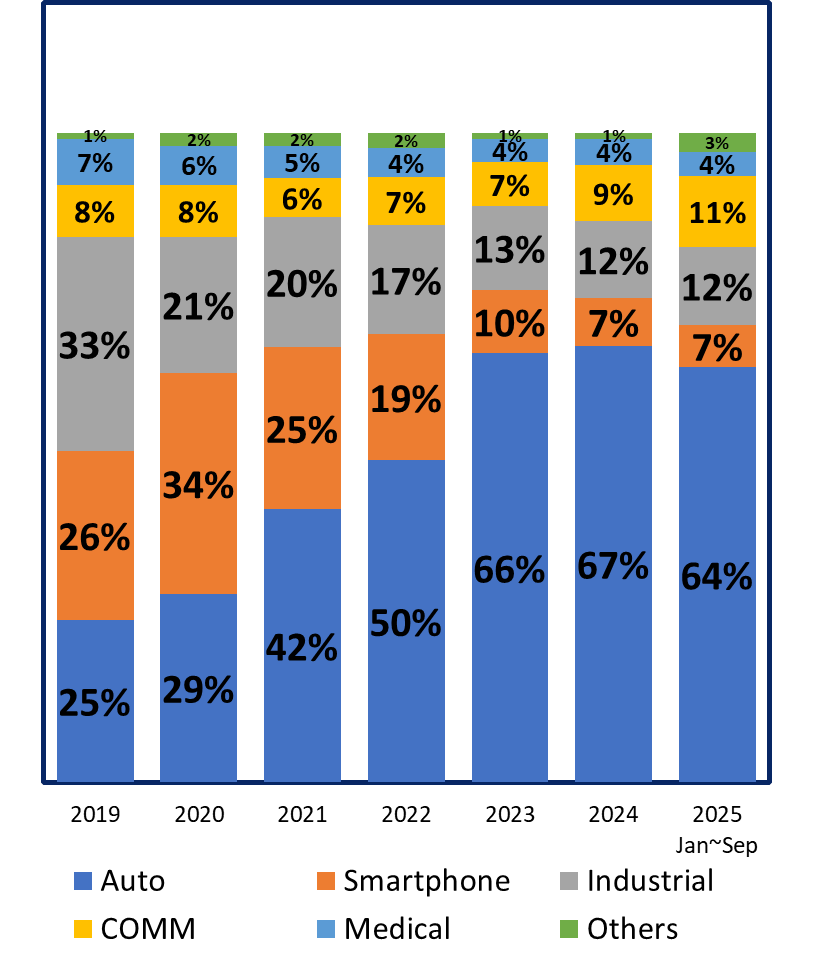 1% 2% 2% 2% 1% 1% 3%
7% 6% 5% 4% 4% 4% 4%
8% 8% 6% 7% 7% 9% 11%
33% 21% 20% 17% 13% 12% 12%
26% 34% 25% 19% 10% 7% 7%
25% 29% 42% 50% 66% 67% 64%
2019 2020 2021 2022 2023 2024 2025
Jan~Sep
Auto Smartphone Industrial
COMM Medical Others